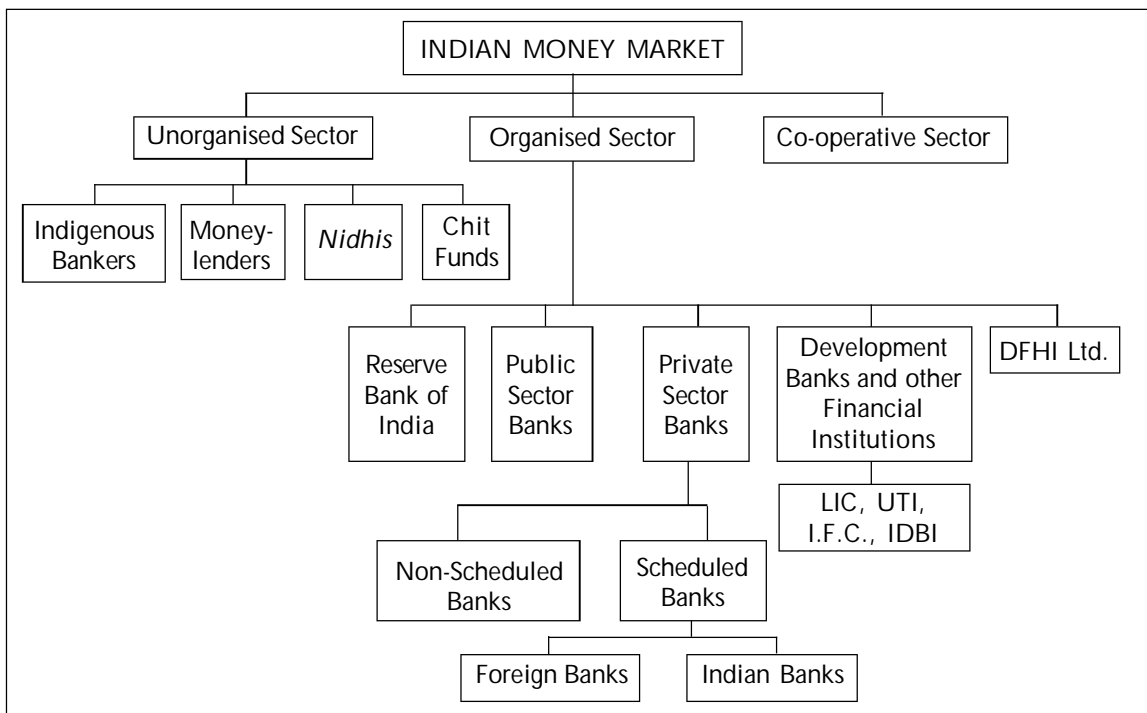 INDIAN MONEY MARKET
Unorganised Sector
Organised Sector
Co-operative Sector
Indigenous
Bankers
Money-
lenders
Nidhis
Chit
Funds
Reserve
Bank of
India
Public
Sector
Banks
Private
Sector
Banks
Development
Banks and other
Financial
Institutions
DFHI Ltd.
LIC, UTI,
I.F.C., IDBI
Non-Scheduled
Banks
Scheduled
Banks
Foreign Banks
Indian Banks